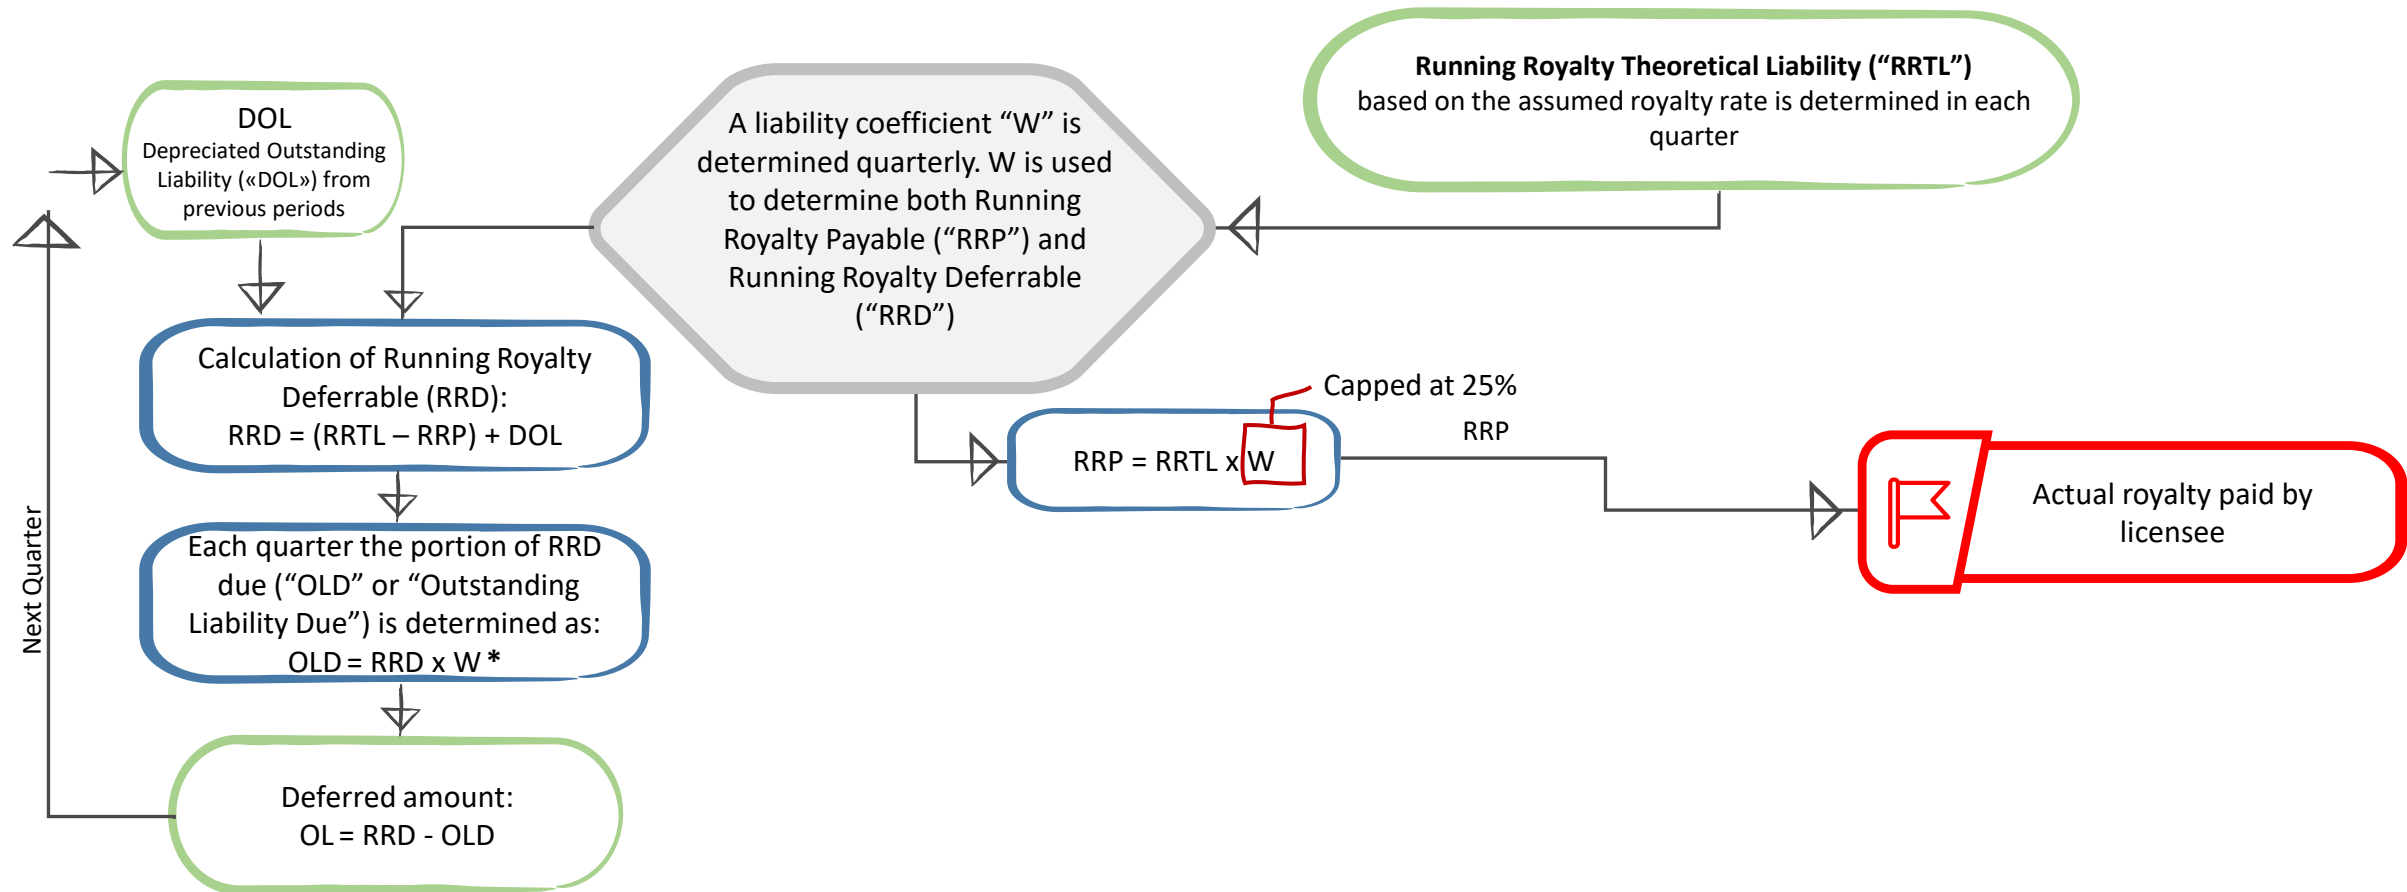 DOL
Depreciated Outstanding
Liability («DOL») from
previous periods
A liability coefficient “W” is
determined quarterly. W is used
to determine both Running
Royalty Payable (“RRP”) and
Running Royalty Deferrable
(“RRD”)
Running Royalty Theoretical Liability (“RRTL”)
based on the assumed royalty rate is determined in each
quarter
Calculation of Running Royalty
Deferrable (RRD):
RRD = (RRTL – RRP) + DOL
Capped at 25%
RRP = RRTL x W
RRP
Actual royalty paid by
licensee
Each quarter the portion of RRD
due (“OLD” or “Outstanding
Liability Due”) is determined as:
OLD = RRD x W *
Deferred amount:
OL = RRD - OLD
Next Quarter